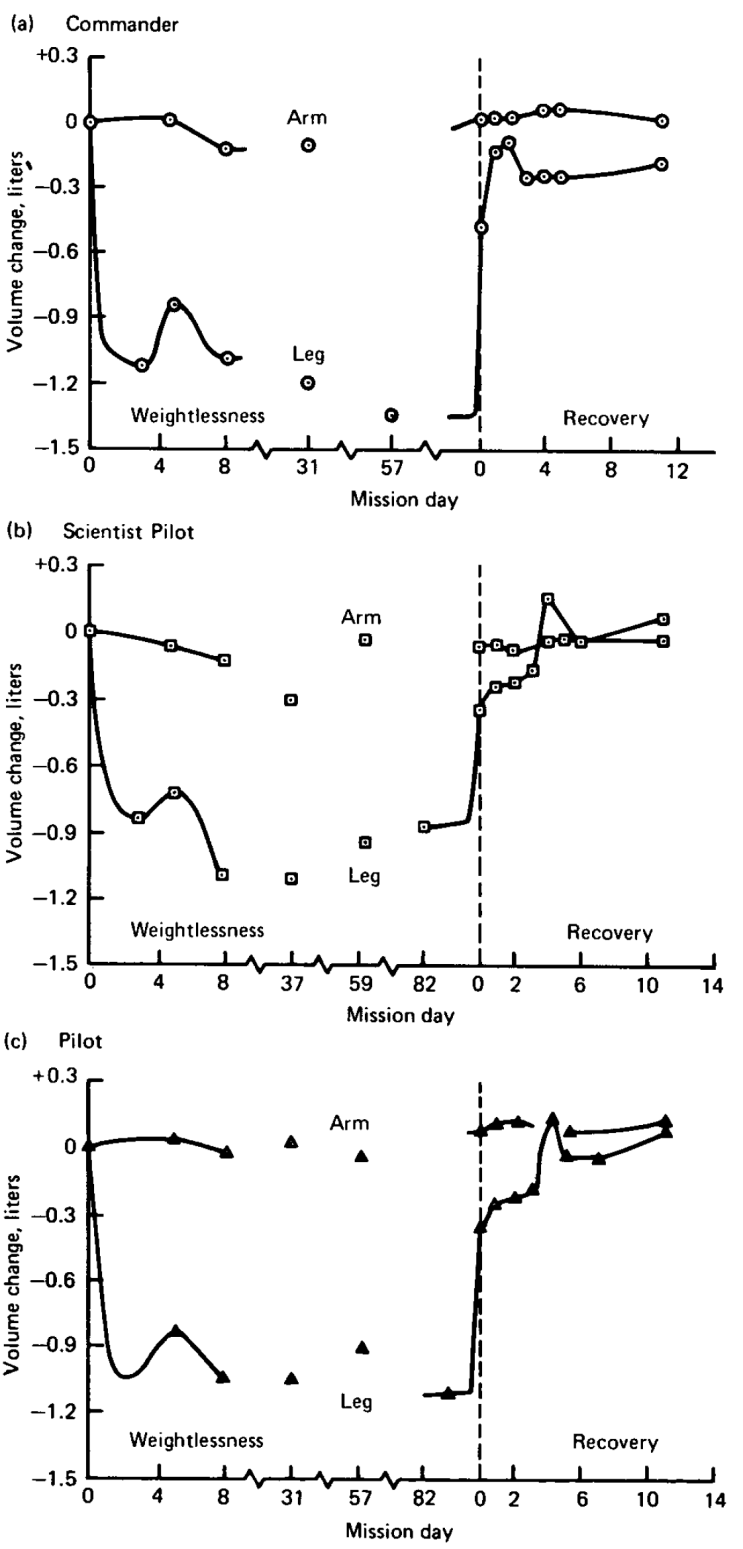 (a) Commander
+0.3
0
−0.3
−0.6
−0.9
−1.2
−1.5
Volume change, liters
Arm
Leg
Weightlessness
Recovery
0 4 8 31 57 0 4 8 12
Mission day
(b) Scientist Pilot
+0.3
0
−0.3
−0.6
−0.9
−1.2
−1.5
Volume change, liters
Arm
Leg
Weightlessness
Recovery
0 4 8 37 59 82 0 2 6 10 14
Mission day
(c) Pilot
+0.3
0
−0.3
−0.6
−0.9
−1.2
−1.5
Volume change, liters
Arm
Leg
Weightlessness
Recovery
0 4 8 31 57 82 0 2 6 10 14
Mission day